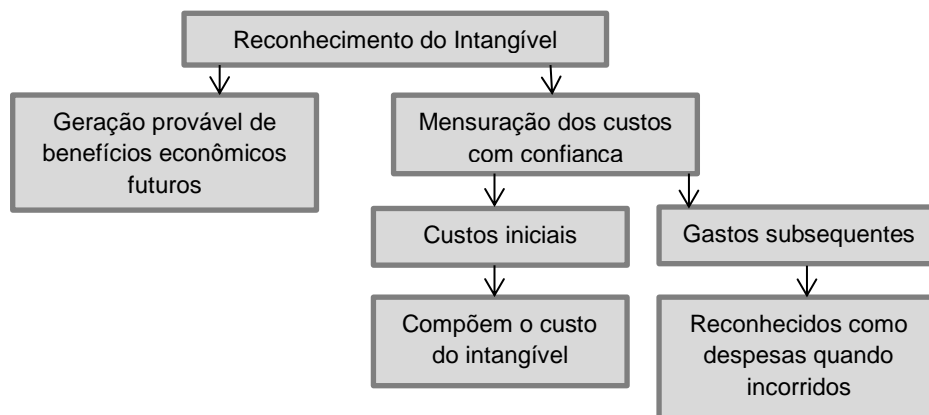 Reconhecimento do Intangível
Geração provável de
benefícios econômicos
futuros
Mensuração dos custos
com confianca
Custos iniciais
Gastos subsequentes
Compõem o custo
do intangível
Reconhecidos como
despesas quando
incorridos